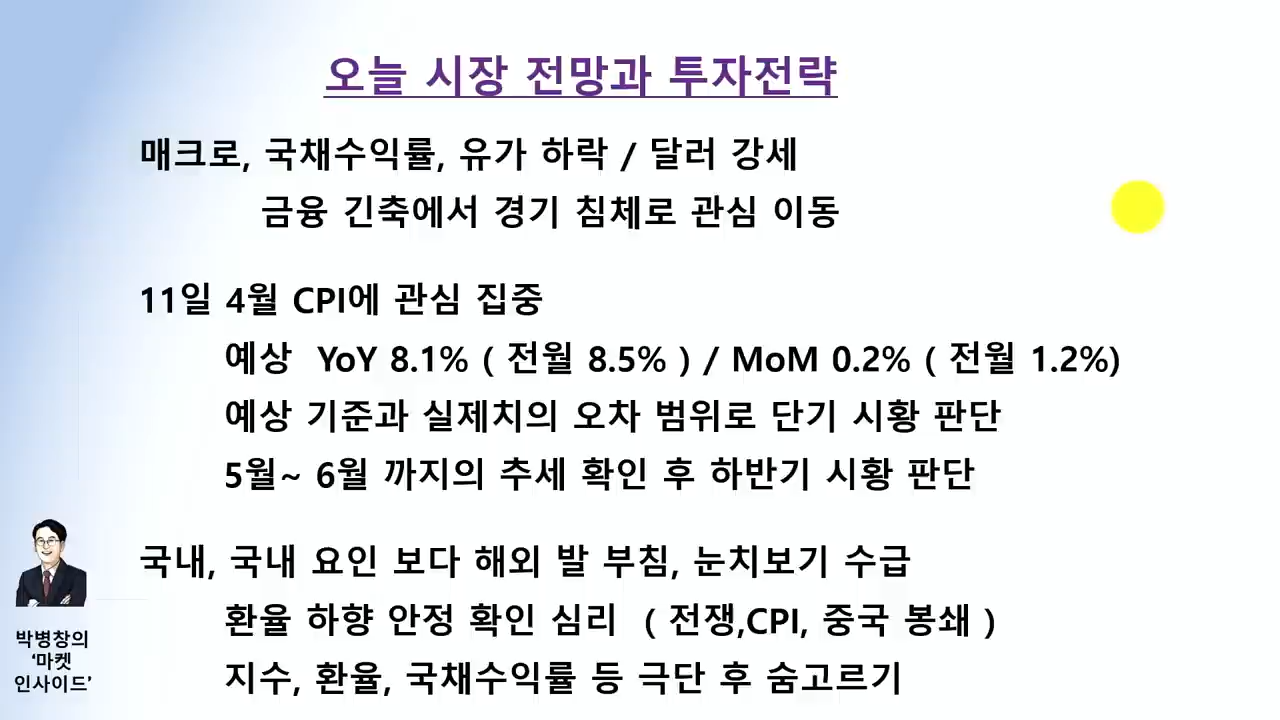 오늘 시장 전망과 투자전략
매크로, 국채수익률, 유가 하락 / 달러 강세
금융 긴축에서 경기 침체로 관심 이동
11일 4월 CPI에 관심 집중
예상 YoY 8.1% ( 전월 8.5% ) / MoM 0.2% ( 전월 1.2%)
예상 기준과 실제치의 오차 범위로 단기 시황 판단
5월~ 6월 까지의 추세 확인 후 하반기 시황 판단
국내, 국내 요인 보다 해외 발 부침, 눈치보기 수급
환율 하향 안정 확인 심리 ( 전쟁,CPI, 중국 봉쇄 )
지수, 환율, 국채수익률 등 극단 후 숨고르기
박병창의
‘마켓
인사이드’